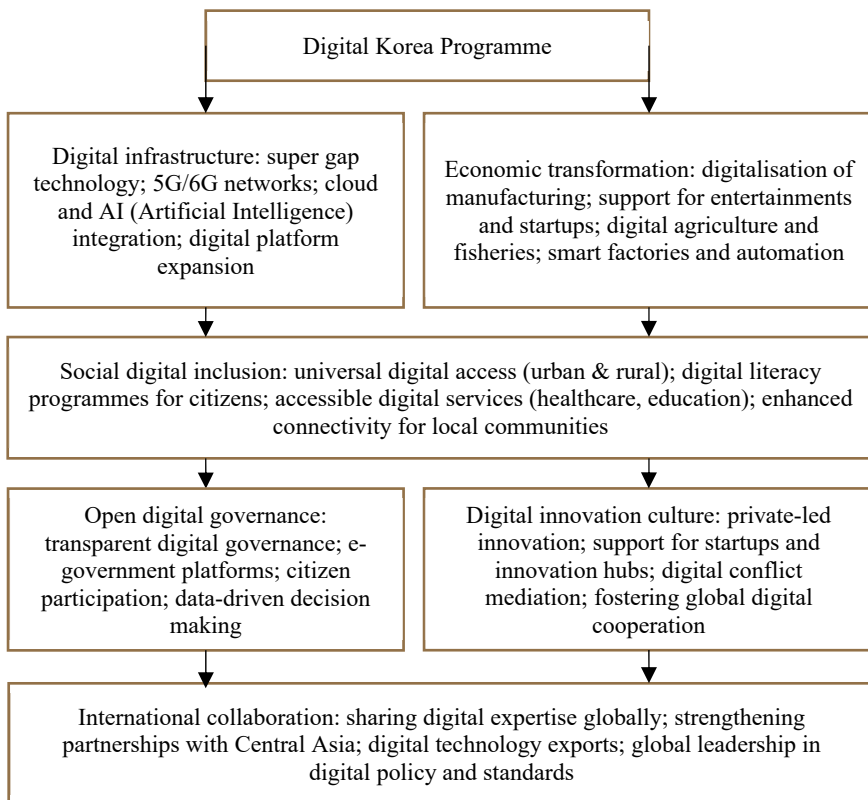 Digital Korea Programme
Digital infrastructure: super gap
technology; 5G/6G networks; cloud
and AI (Artificial Intelligence)
integration; digital platform
expansion
Economic transformation: digitalisation of
manufacturing; support for entertainments
and startups; digital agriculture and
fisheries; smart factories and automation
Social digital inclusion: universal digital access (urban & rural); digital literacy
programmes for citizens; accessible digital services (healthcare, education); enhanced
connectivity for local communities
Open digital governance:
transparent digital governance; e-
government platforms; citizen
participation; data-driven decision
making
Digital innovation culture: private-led
innovation; support for startups and
innovation hubs; digital conflict
mediation; fostering global digital
cooperation
International collaboration: sharing digital expertise globally; strengthening
partnerships with Central Asia; digital technology exports; global leadership in
digital policy and standards